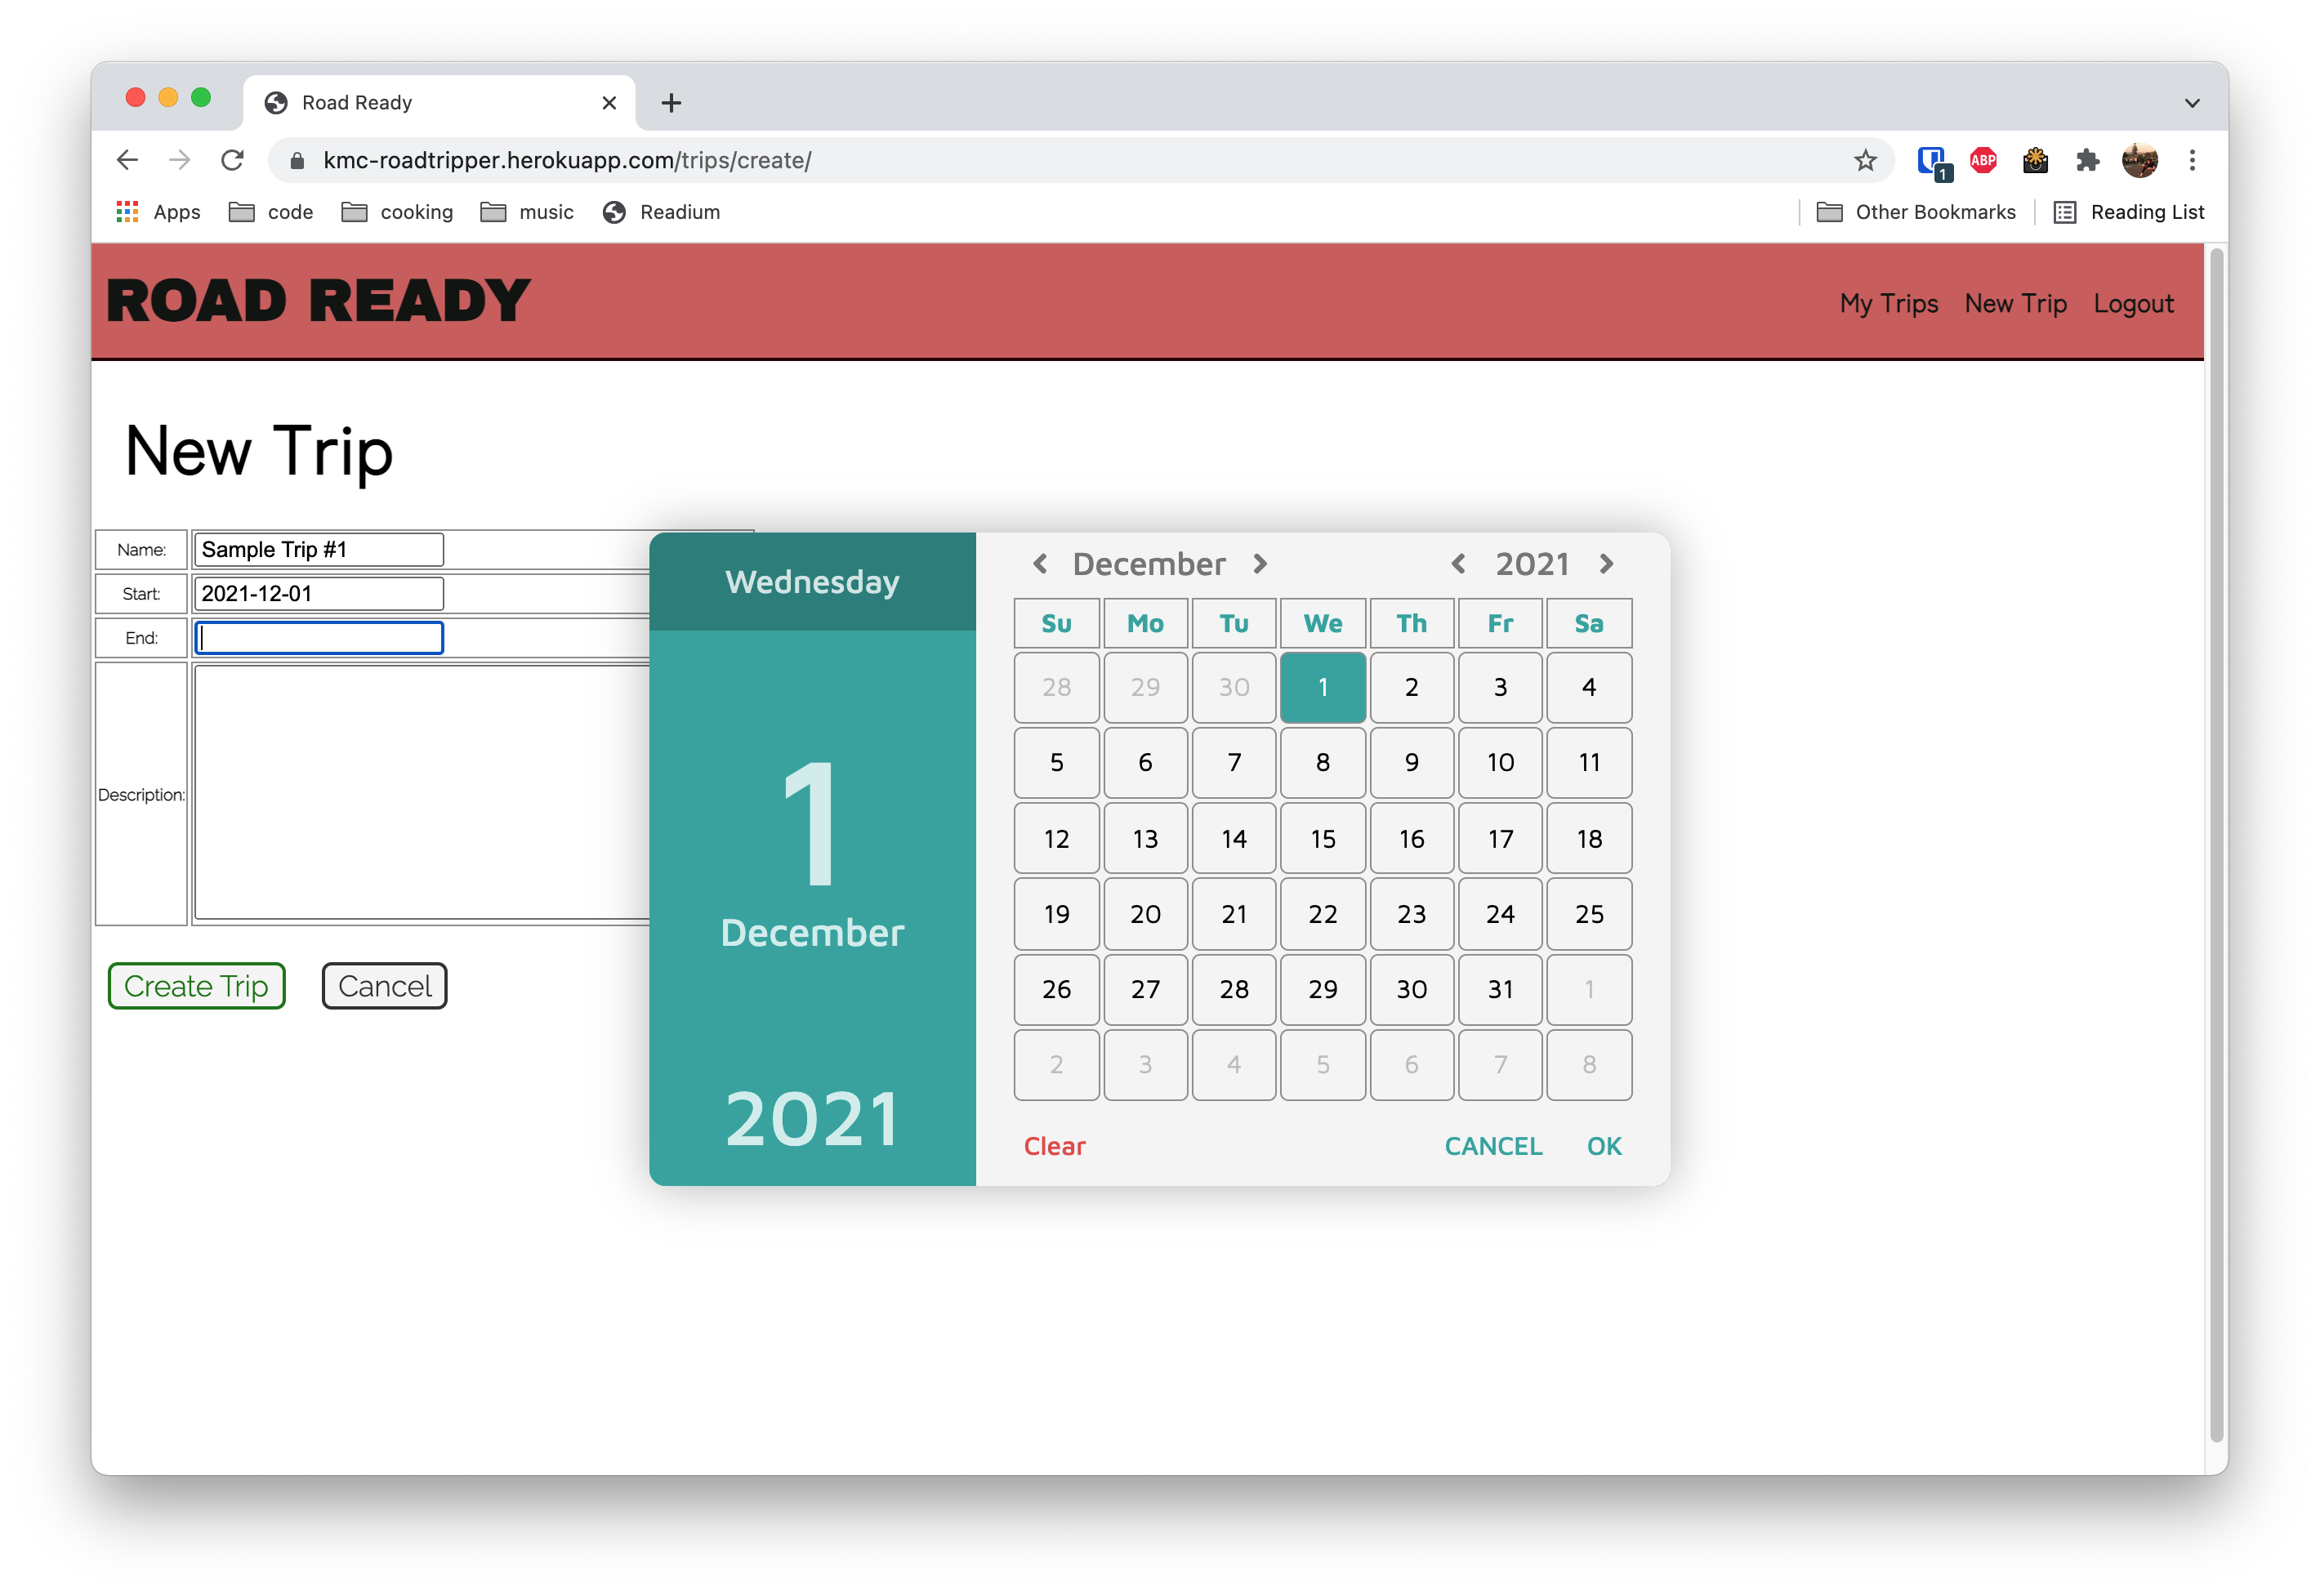 Road Ready
kmc-roadtripper.herokuapp.com/trips/create/
1
ABP
Apps
code
cooking
music
Readium
Other Bookmarks
Reading List
ROAD READY
My Trips
New Trip
Logout
New Trip
Name: Sample Trip #1
Start: 2021-12-01
End:
Description:
Create Trip
Cancel
Wednesday
1
December
2021
December
2021
Su Mo Tu We Th Fr Sa
28 29 30 1 2 3 4
5 6 7 8 9 10 11
12 13 14 15 16 17 18
19 20 21 22 23 24 25
26 27 28 29 30 31 1
2 3 4 5 6 7 8
Clear
CANCEL
OK